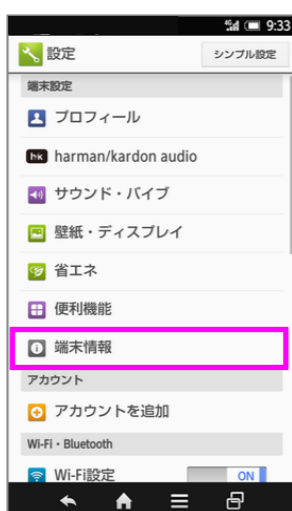 4G 9:33
設定 シンプル設定
端末設定
プロフィール
hk harman/kardon audio
サウンド・バイブ
壁紙・ディスプレイ
省エネ
便利機能
端末情報
アカウント
アカウントを追加
Wi-Fi・Bluetooth
Wi-Fi設定 ON